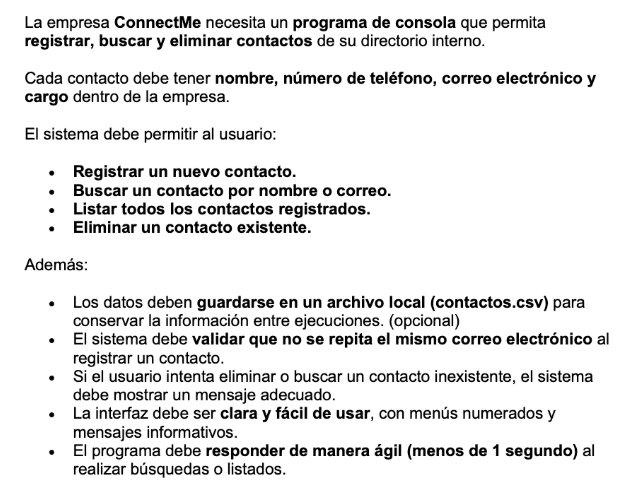 La empresa ConnectMe necesita un programa de consola que permita
registrar, buscar y eliminar contactos de su directorio interno.
Cada contacto debe tener nombre, número de teléfono, correo electrónico y
cargo dentro de la empresa.
El sistema debe permitir al usuario:
• Registrar un nuevo contacto.
• Buscar un contacto por nombre o correo.
• Listar todos los contactos registrados.
• Eliminar un contacto existente.
Además:
• Los datos deben guardarse en un archivo local (contactos.csv) para
conservar la información entre ejecuciones. (opcional)
• El sistema debe validar que no se repita el mismo correo electrónico al
registrar un contacto.
• Si el usuario intenta eliminar o buscar un contacto inexistente, el sistema
debe mostrar un mensaje adecuado.
• La interfaz debe ser clara y fácil de usar, con menús numerados y
mensajes informativos.
• El programa debe responder de manera ágil (menos de 1 segundo) al
realizar búsquedas o listados.